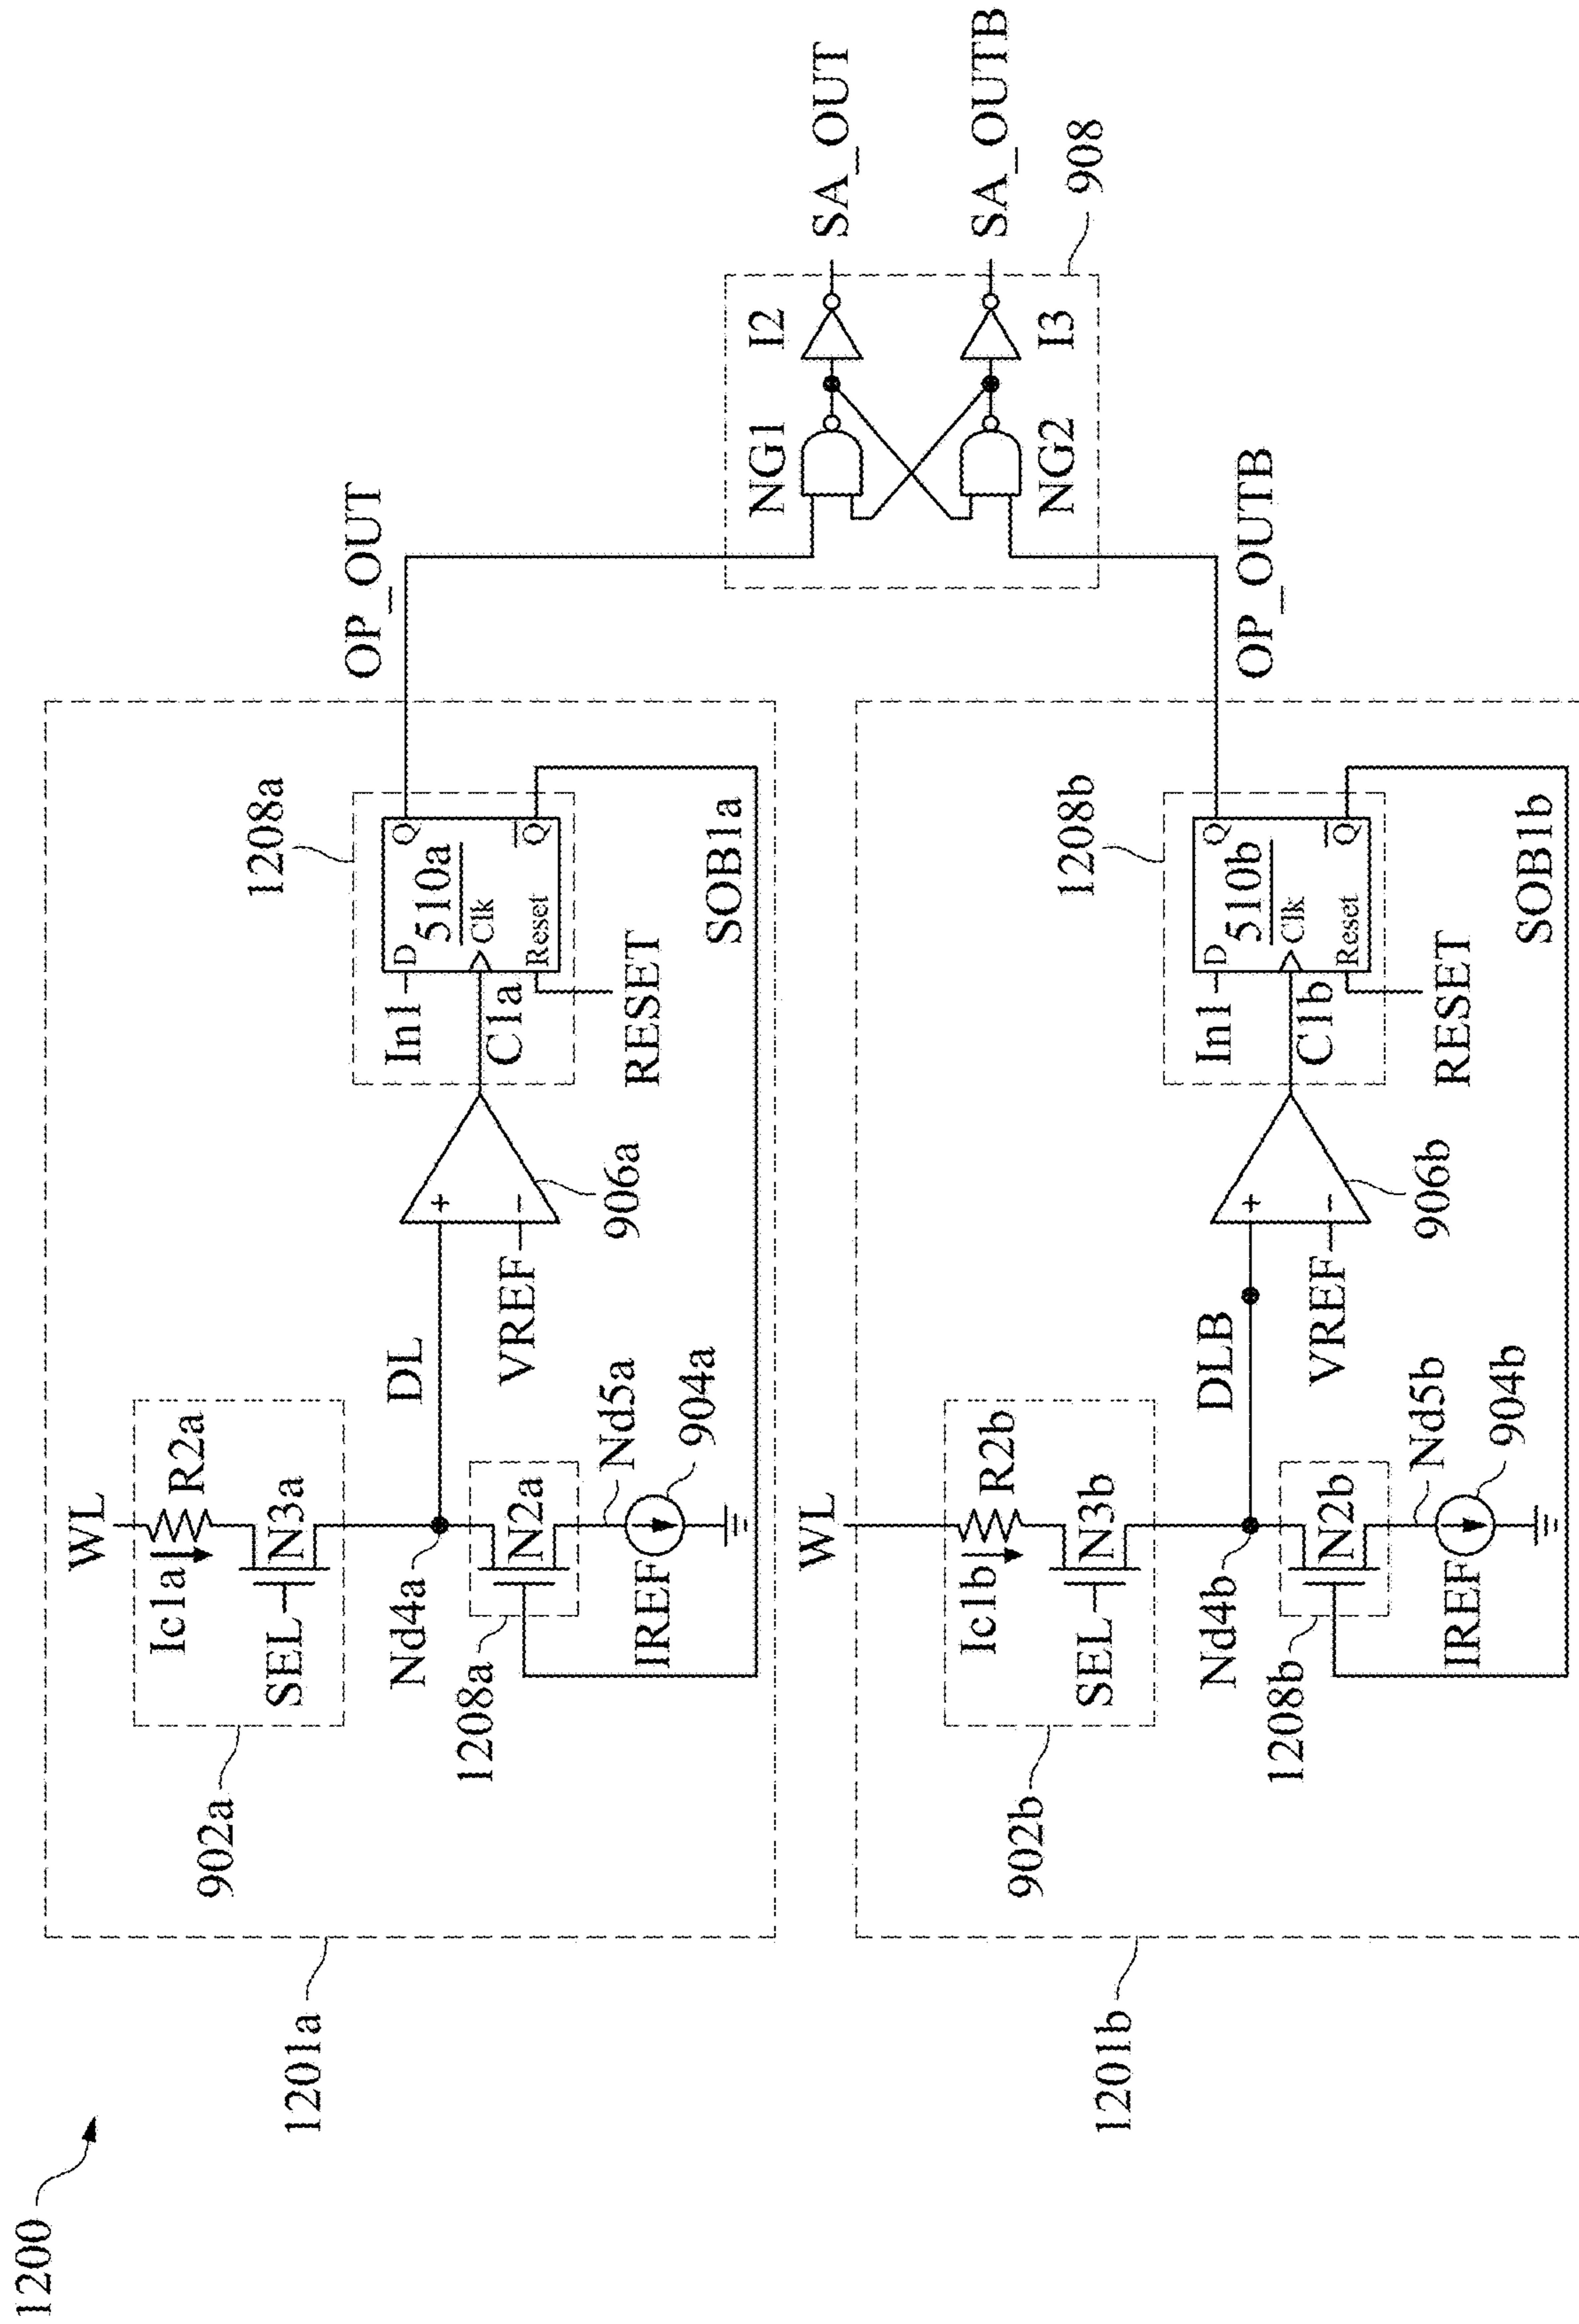 1200
1201a
902a
WL
Ic1a
R2a
SEL
N3a
Nd4a
DL
1208a
N2a
Nd5a
IREF
904a
VREF
+
-
906a
C1a
In1
1208a
D
Q
510a
Clk
Reset
Q
RESET
SOB1a
OP_OUT
1201b
902b
WL
Ic1b
R2b
SEL
N3b
Nd4b
DLB
1208b
N2b
Nd5b
IREF
904b
VREF
+
-
906b
C1b
In1
1208b
D
Q
510b
Clk
Reset
Q
RESET
SOB1b
OP_OUTB
NG1
I2
SA_OUT
NG2
I3
SA_OUTB
908